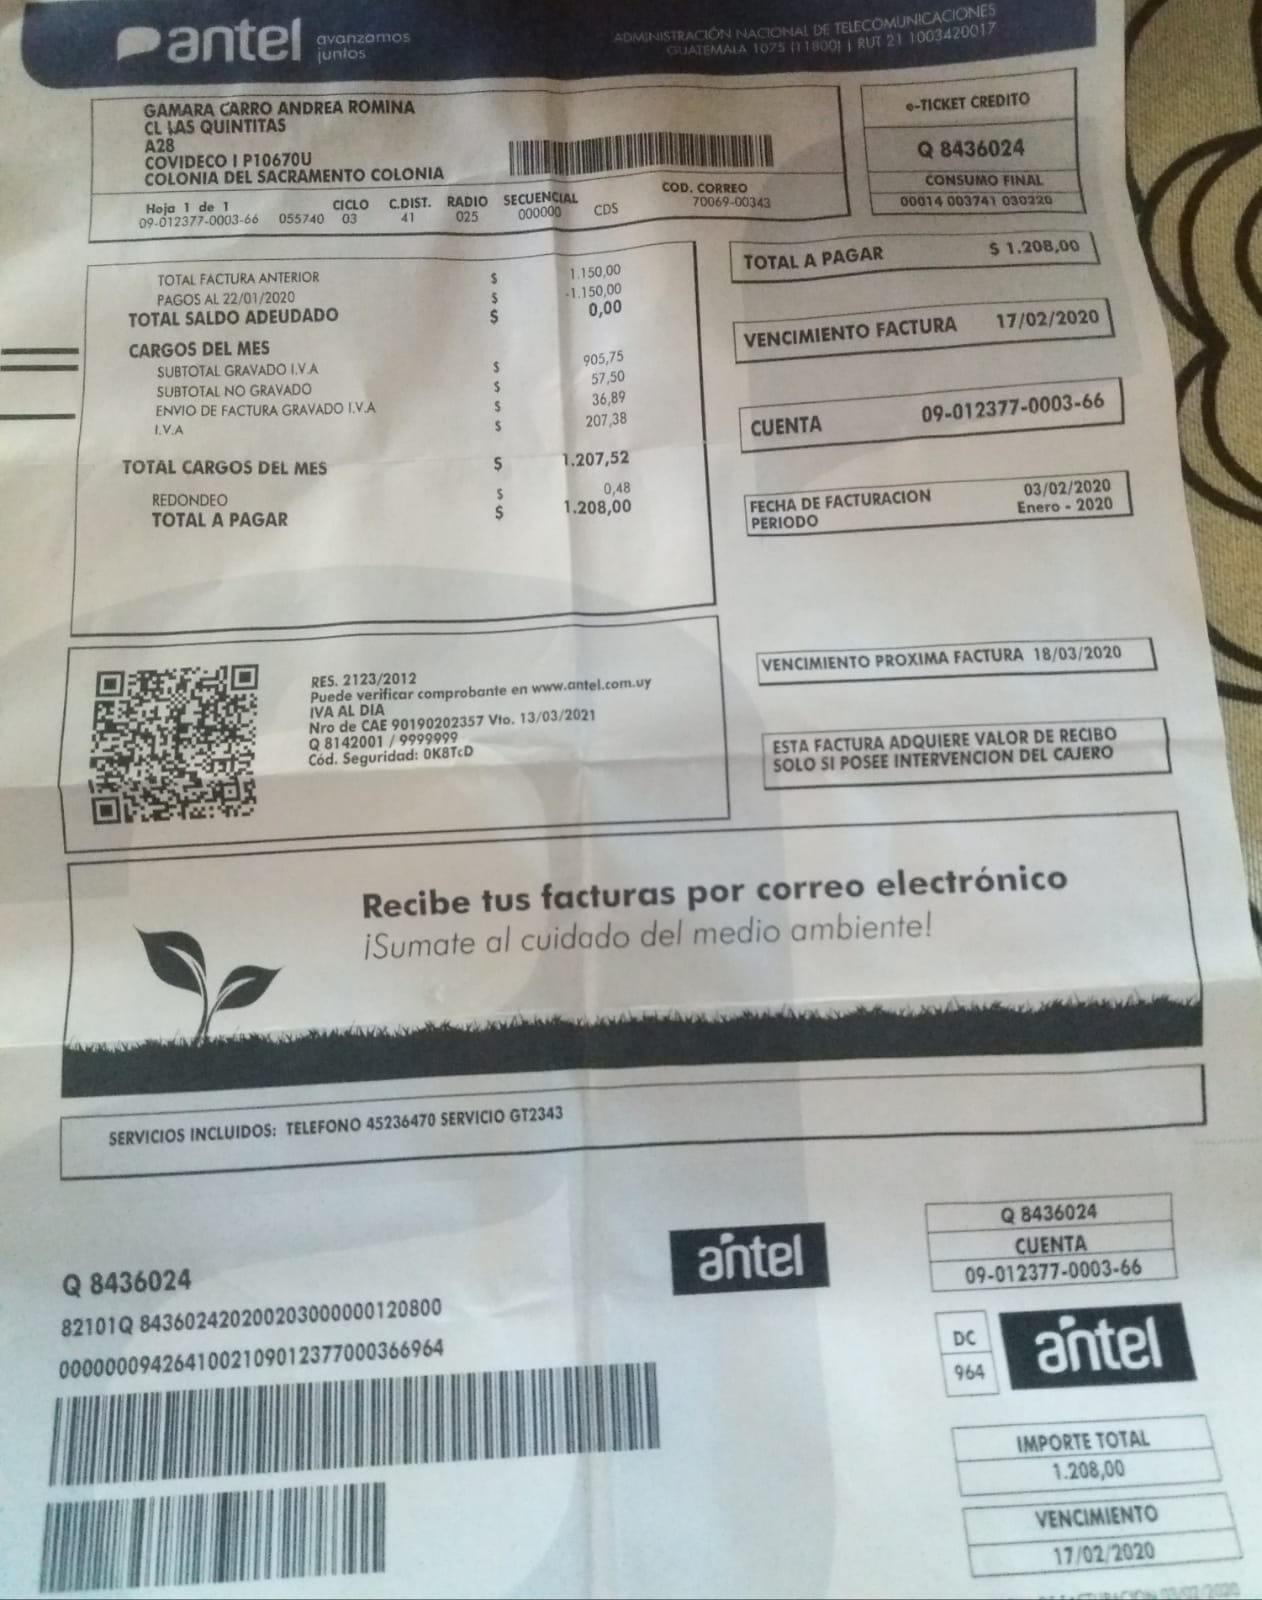 antel avanzamos juntos
ADMINISTRACIÓN NACIONAL DE TELECOMUNICACIONES
GUATEMALA 1075 (11800) | RUT 21 1003420017
GAMARA CARRO ANDREA ROMINA
CL LAS QUINTITAS
A28
COVIDECO I P10670U
COLONIA DEL SACRAMENTO COLONIA
Hoja 1 de 1 CICLO C.DIST. RADIO SECUENCIAL COD. CORREO
09-012377-0003-66 055740 03 41 025 000000 CDS 70069-00343
e-TICKET CREDITO
Q 8436024
CONSUMO FINAL
00014 003741 030220
TOTAL FACTURA ANTERIOR $ 1.150,00
PAGOS AL 22/01/2020 $ -1.150,00
TOTAL SALDO ADEUDADO $ 0,00
CARGOS DEL MES
SUBTOTAL GRAVADO I.V.A $ 905,75
SUBTOTAL NO GRAVADO $ 57,50
ENVIO DE FACTURA GRAVADO I.V.A $ 36,89
I.V.A $ 207,38
TOTAL CARGOS DEL MES $ 1.207,52
REDONDEO $ 0,48
TOTAL A PAGAR $ 1.208,00
TOTAL A PAGAR $ 1.208,00
VENCIMIENTO FACTURA 17/02/2020
CUENTA 09-012377-0003-66
FECHA DE FACTURACION 03/02/2020
PERIODO Enero - 2020
VENCIMIENTO PROXIMA FACTURA 18/03/2020
ESTA FACTURA ADQUIERE VALOR DE RECIBO
SOLO SI POSEE INTERVENCION DEL CAJERO
RES. 2123/2012
Puede verificar comprobante en www.antel.com.uy
IVA AL DIA
Nro de CAE 90190202357 Vto. 13/03/2021
Q 8142001 / 9999999
Cód. Seguridad: 0K8TcD
Recibe tus facturas por correo electrónico
¡Sumate al cuidado del medio ambiente!
SERVICIOS INCLUIDOS: TELEFONO 45236470 SERVICIO GT2343
Q 8436024
82101Q 843602420200203000000120800
000000094264100210901237700036 6964
antel
Q 8436024
CUENTA
09-012377-0003-66
DC
964
antel
IMPORTE TOTAL
1.208,00
VENCIMIENTO
17/02/2020